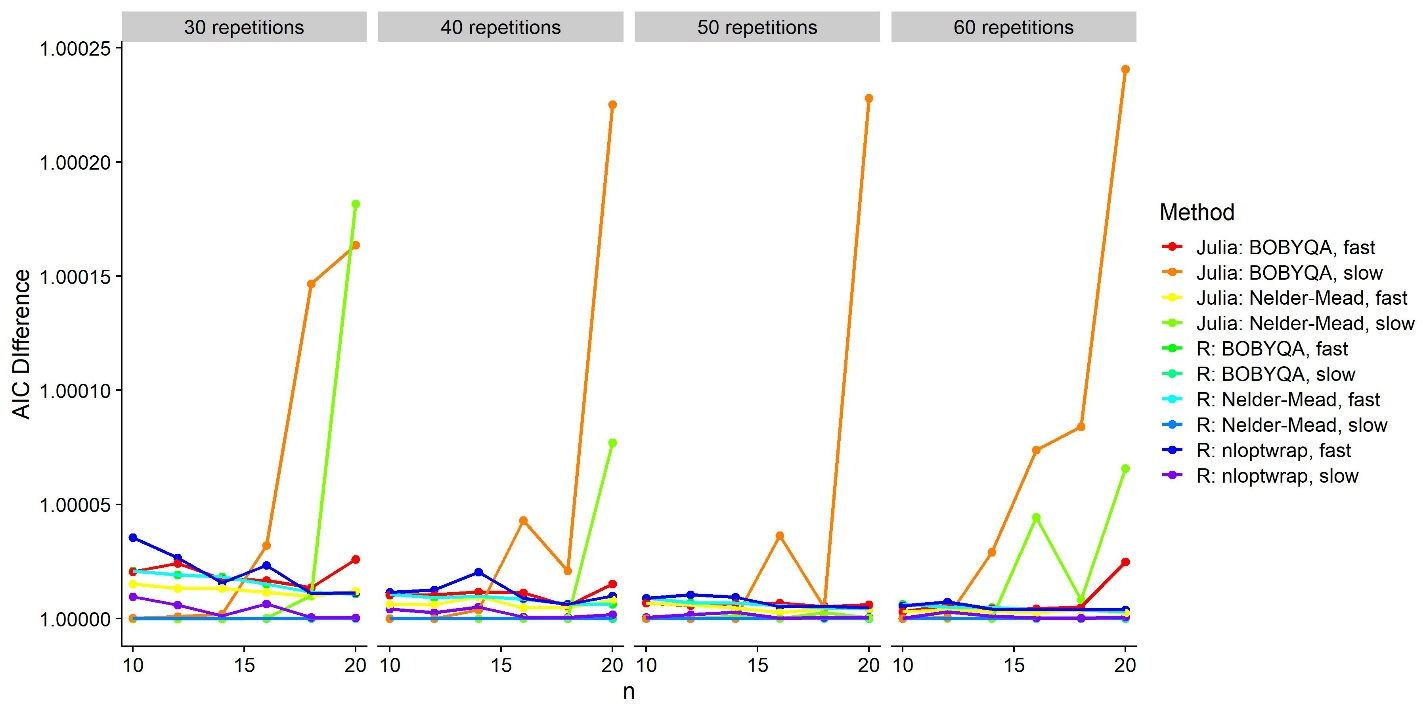 30 repetitions
40 repetitions
50 repetitions
60 repetitions
1.00025
1.00020
1.00015
1.00010
1.00005
1.00000
AIC DIfference
10 15 20
10 15 20
10 15 20
10 15 20
n
Method
Julia: BOBYQA, fast
Julia: BOBYQA, slow
Julia: Nelder-Mead, fast
Julia: Nelder-Mead, slow
R: BOBYQA, fast
R: BOBYQA, slow
R: Nelder-Mead, fast
R: Nelder-Mead, slow
R: nloptwrap, fast
R: nloptwrap, slow